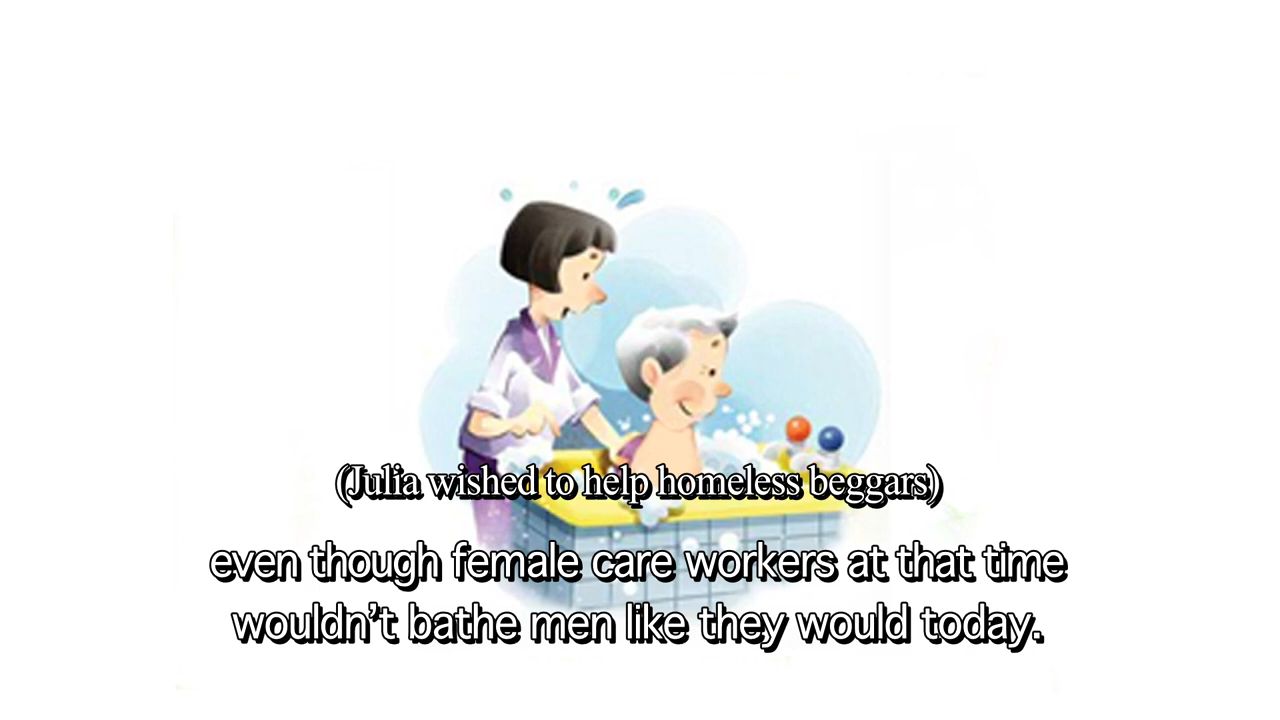 (Julia wished to help homeless beggars)
even though female care workers at that time
wouldn't bathe men like they would today.